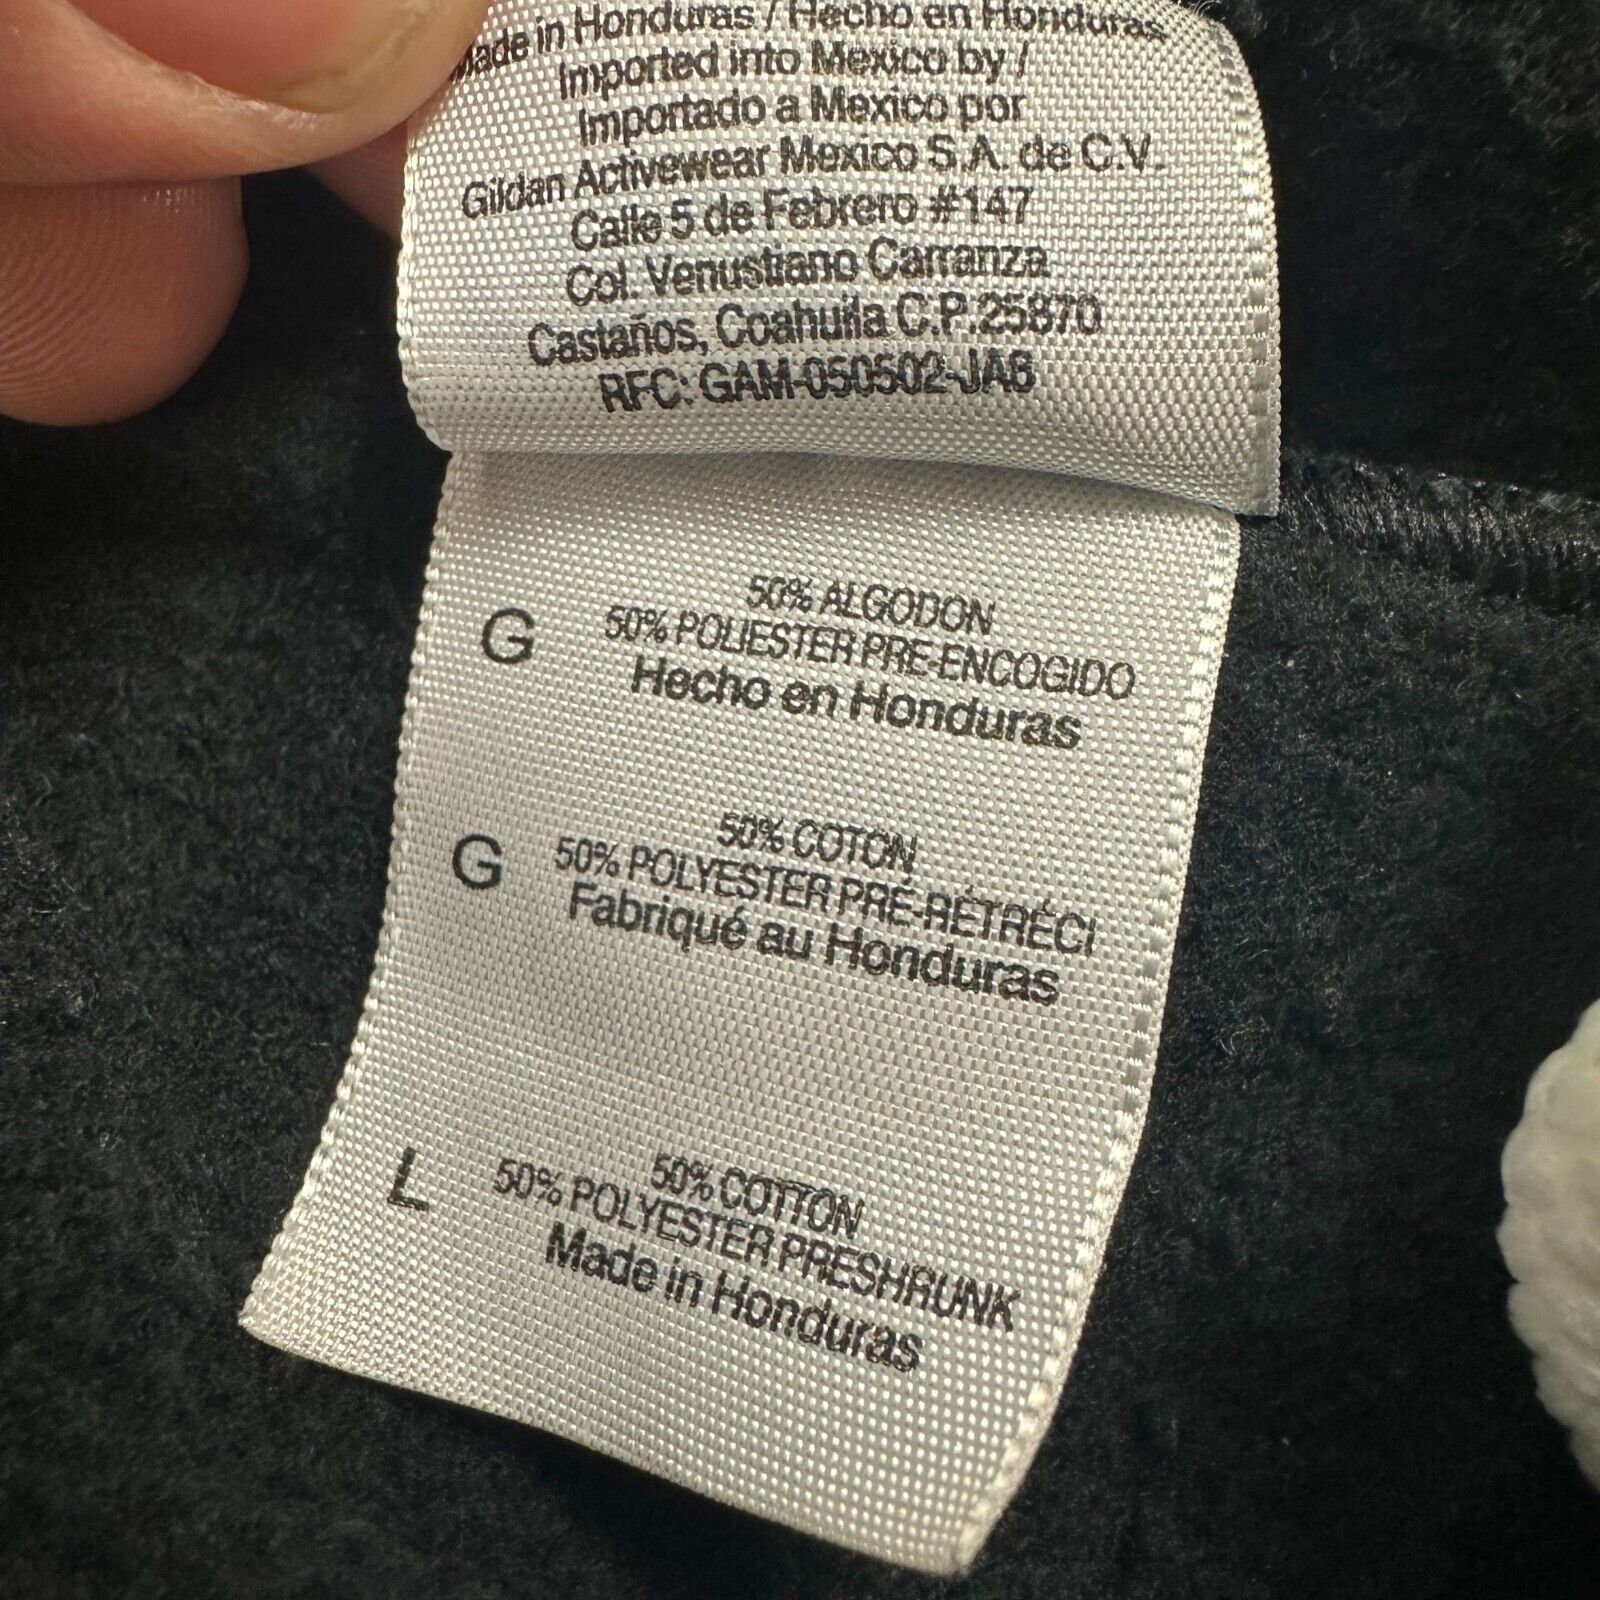 Made in Honduras / Hecho en Honduras
Imported into Mexico by /
Importado a Mexico por
Gildan Activewear Mexico S.A. de C.V.
Calle 5 de Febrero #147
Col. Venustiano Carranza
Castaños, Coahuila C.P.25870
RFC: GAM-050502-JA6
50% ALGODON
G 50% POLIESTER PRE-ENCOGIDO
Hecho en Honduras
50% COTON
G 50% POLYESTER PRÉ-RÉTRÉCI
Fabriqué au Honduras
50% COTTON
L 50% POLYESTER PRESHRUNK
Made in Honduras